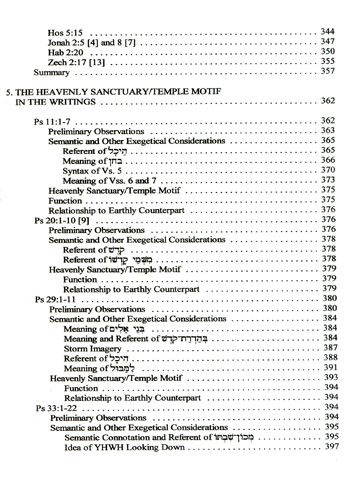 Hos 5:15 ........ 344
Jonah 2:5 [4] and 8 [7] ........ 347
Hab 2:20 ........ 350
Zech 2:17 [13] ........ 355
Summary ........ 357
5. THE HEAVENLY SANCTUARY/TEMPLE MOTIF
IN THE WRITINGS ........ 362
Ps 11:1-7 ........ 362
Preliminary Observations ........ 363
Semantic and Other Exegetical Considerations ........ 365
Referent of הֵיכָל ........ 365
Meaning of בחן ........ 366
Syntax of Vs. 5 ........ 370
Meaning of Vss. 6 and 7 ........ 373
Heavenly Sanctuary/Temple Motif ........ 375
Function ........ 375
Relationship to Earthly Counterpart ........ 376
Ps 20:1-10 [9] ........ 376
Preliminary Observations ........ 376
Semantic and Other Exegetical Considerations ........ 378
Referent of קֹדֶשׁ ........ 378
Referent of מִשְּׁמֵי קָדְשׁוֹ ........ 378
Heavenly Sanctuary/Temple Motif ........ 379
Function ........ 379
Relationship to Earthly Counterpart ........ 379
Ps 29:1-11 ........ 380
Preliminary Observations ........ 380
Semantic and Other Exegetical Considerations ........ 384
Meaning of בְּנֵי אֵלִים ........ 384
Meaning and Referent of בְּהַדְרַת־קֹדֶשׁ ........ 384
Storm Imagery ........ 387
Referent of הֵיכָל ........ 388
Meaning of לַמַּבּוּל ........ 391
Heavenly Sanctuary/Temple Motif ........ 393
Function ........ 394
Relationship to Earthly Counterpart ........ 394
Ps 33:1-22 ........ 394
Preliminary Observations ........ 394
Semantic and Other Exegetical Considerations ........ 395
Semantic Connotation and Referent of מְכוֹן־שִׁבְתּוֹ ........ 395
Idea of YHWH Looking Down ........ 397